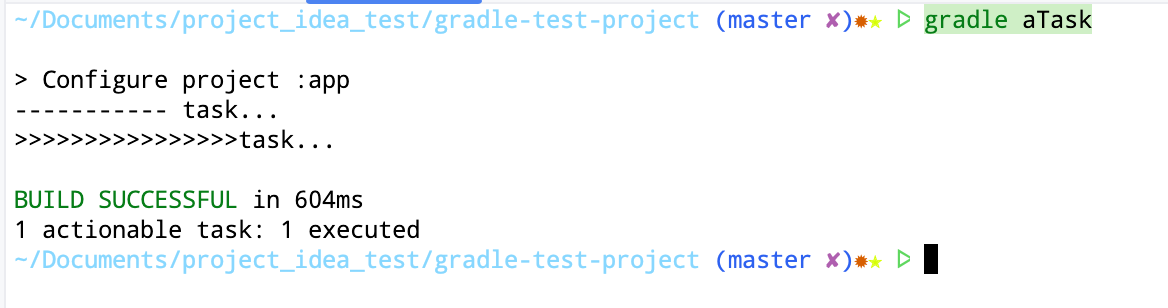 ~/Documents/project_idea_test/gradle-test-project (master ✘)✹★ ᐅ gradle aTask
> Configure project :app
----------- task...
>>>>>>>>>>>>>>>>task...
BUILD SUCCESSFUL in 604ms
1 actionable task: 1 executed
~/Documents/project_idea_test/gradle-test-project (master ✘)✹★ ᐅ